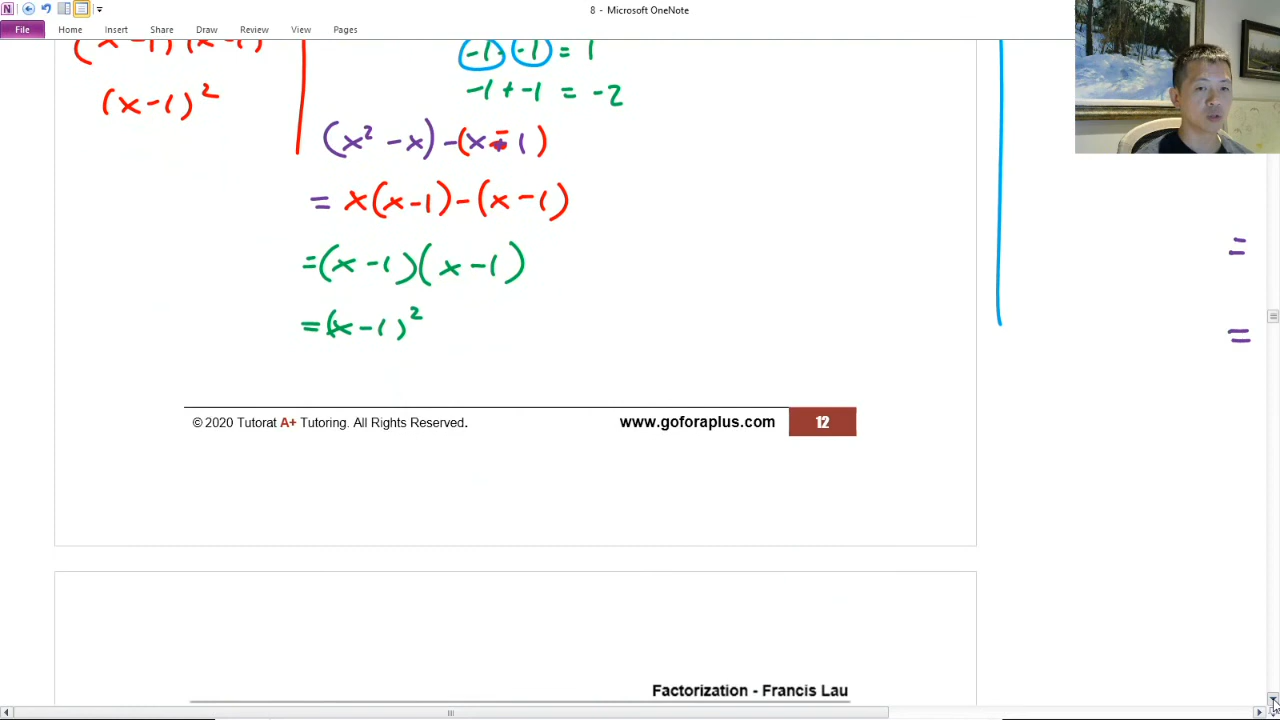 8 - Microsoft OneNote
File Home Insert Share Draw Review View Pages
(x-1)(x-1)
(x-1)²
-1 · -1 = 1
-1 + -1 = -2
(x² - x) - (x - 1)
= x(x-1) - (x-1)
= (x-1)(x-1)
= (x-1)²
=
=
© 2020 Tutorat A+ Tutoring. All Rights Reserved. www.goforaplus.com 12
Factorization - Francis Lau